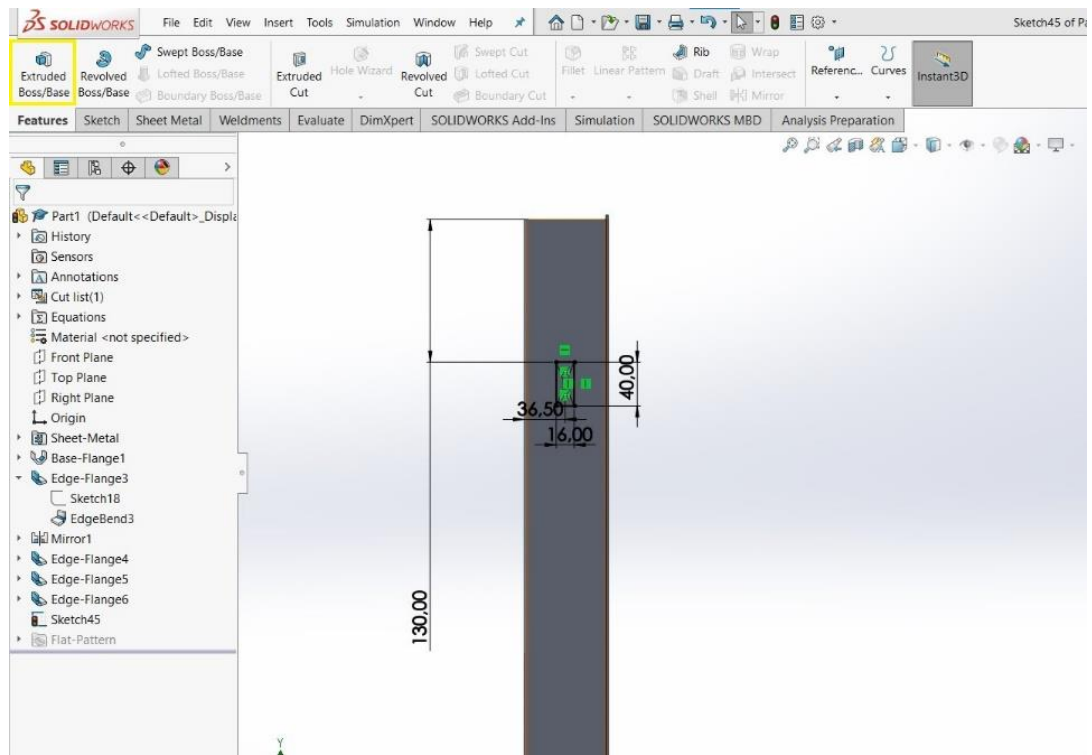 SOLIDWORKS File Edit View Insert Tools Simulation Window Help Sketch45 of Pa
Extruded Boss/Base
Revolved Boss/Base
Swept Boss/Base
Lofted Boss/Base
Boundary Boss/Base
Extruded Cut
Hole Wizard
Revolved Cut
Swept Cut
Lofted Cut
Boundary Cut
Fillet
Linear Pattern
Rib
Draft
Shell
Wrap
Intersect
Mirror
Referenc...
Curves
Instant3D
Features Sketch Sheet Metal Weldments Evaluate DimXpert SOLIDWORKS Add-Ins Simulation SOLIDWORKS MBD Analysis Preparation
Part1 (Default<<Default>_Displa
History
Sensors
Annotations
Cut list(1)
Equations
Material <not specified>
Front Plane
Top Plane
Right Plane
Origin
Sheet-Metal
Base-Flange1
Edge-Flange3
Sketch18
EdgeBend3
Mirror1
Edge-Flange4
Edge-Flange5
Edge-Flange6
Sketch45
Flat-Pattern
40,00
36,50
16,00
130,00
Y